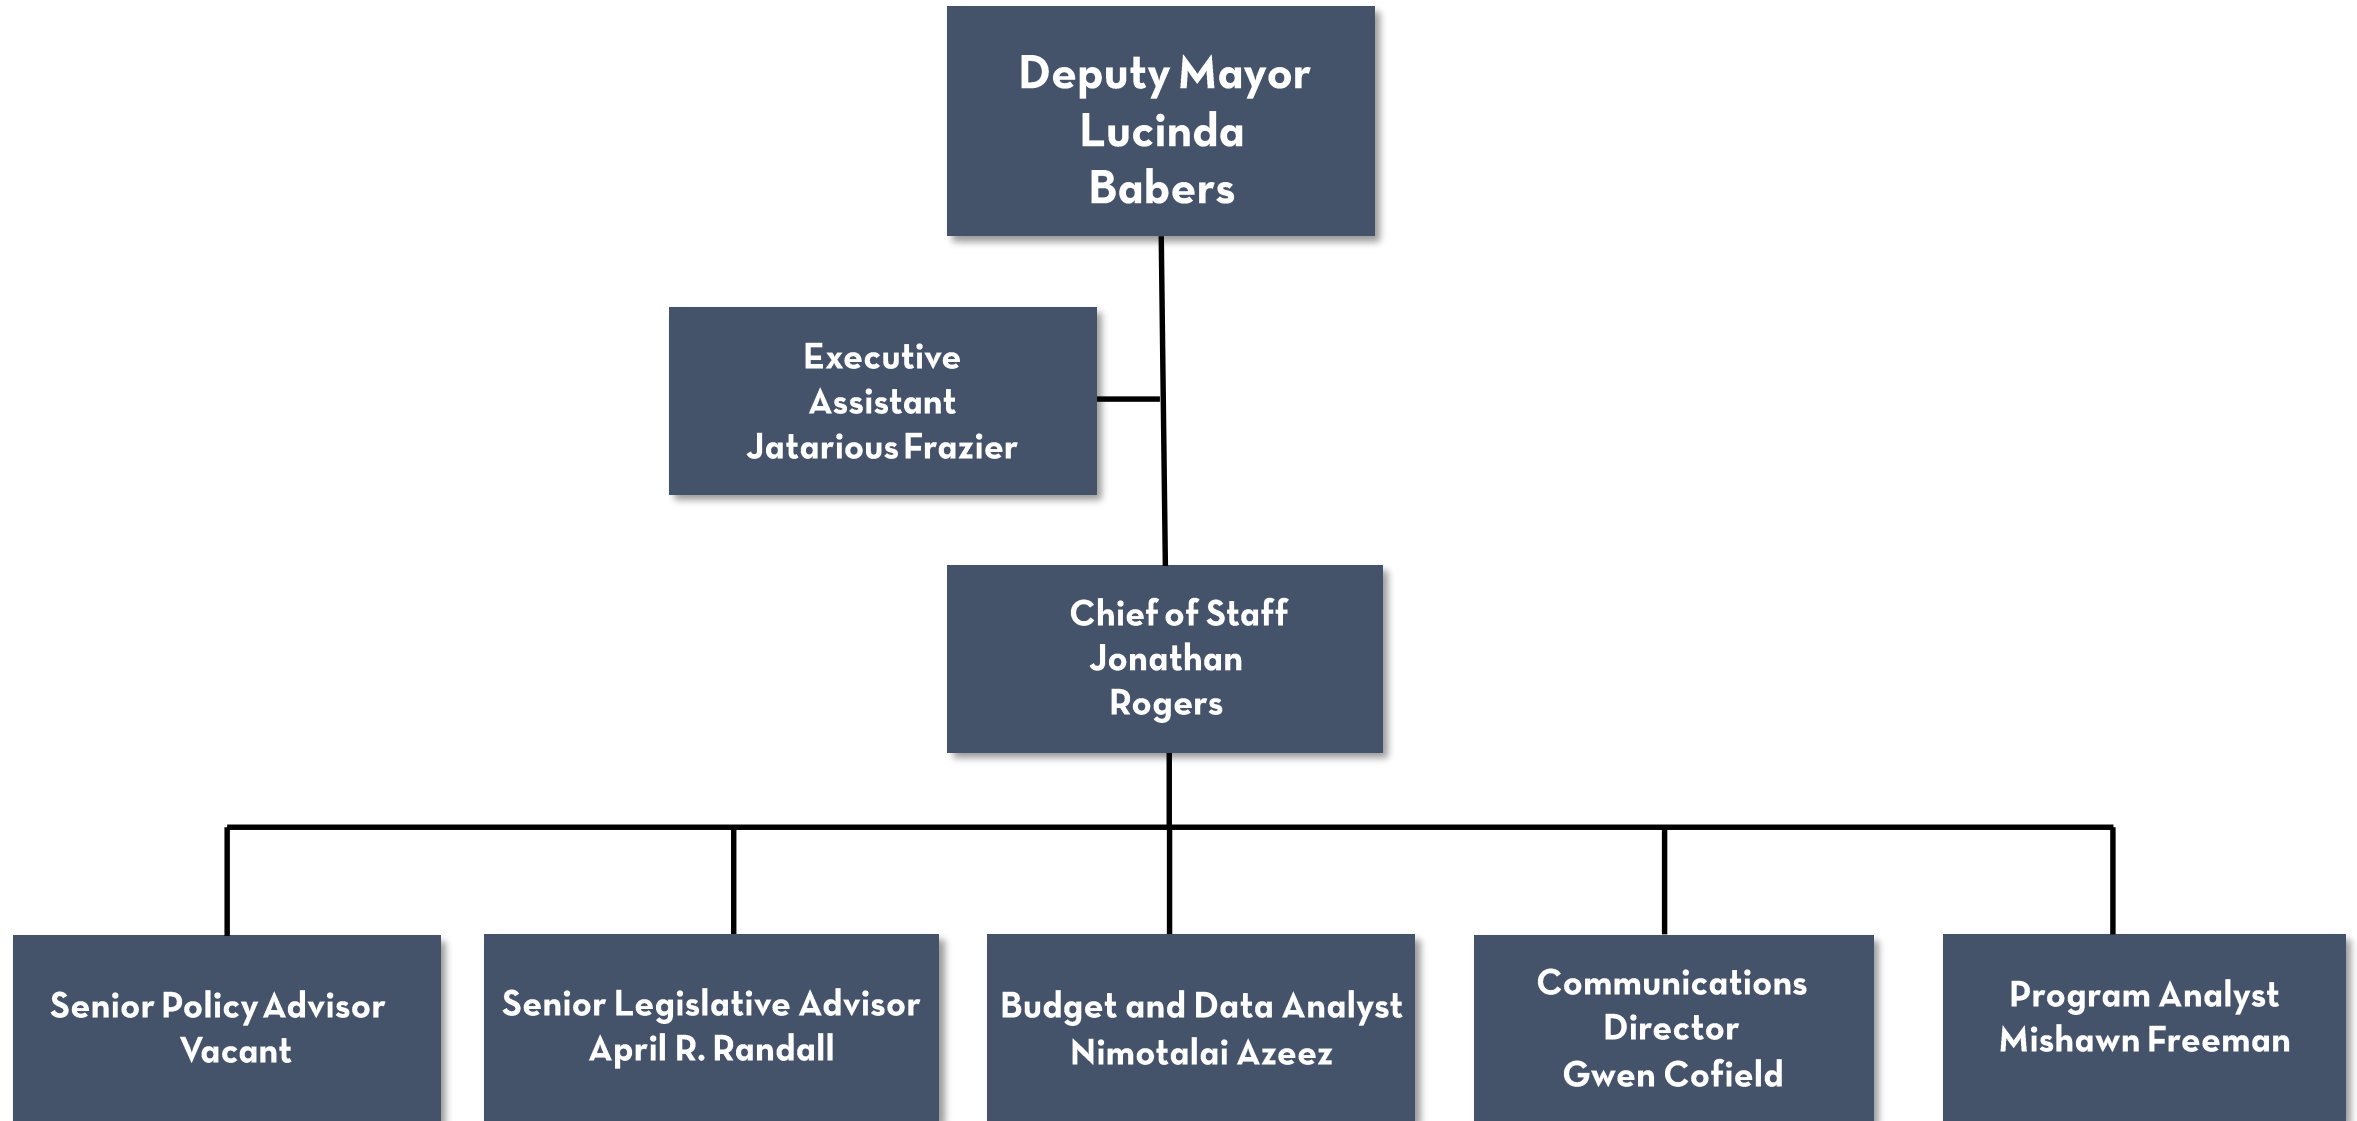 Deputy Mayor
Lucinda
Babers
Executive
Assistant
Jatarious Frazier
Chief of Staff
Jonathan
Rogers
Senior Policy Advisor
Vacant
Senior Legislative Advisor
April R. Randall
Budget and Data Analyst
Nimotalai Azeez
Communications
Director
Gwen Cofield
Program Analyst
Mishawn Freeman